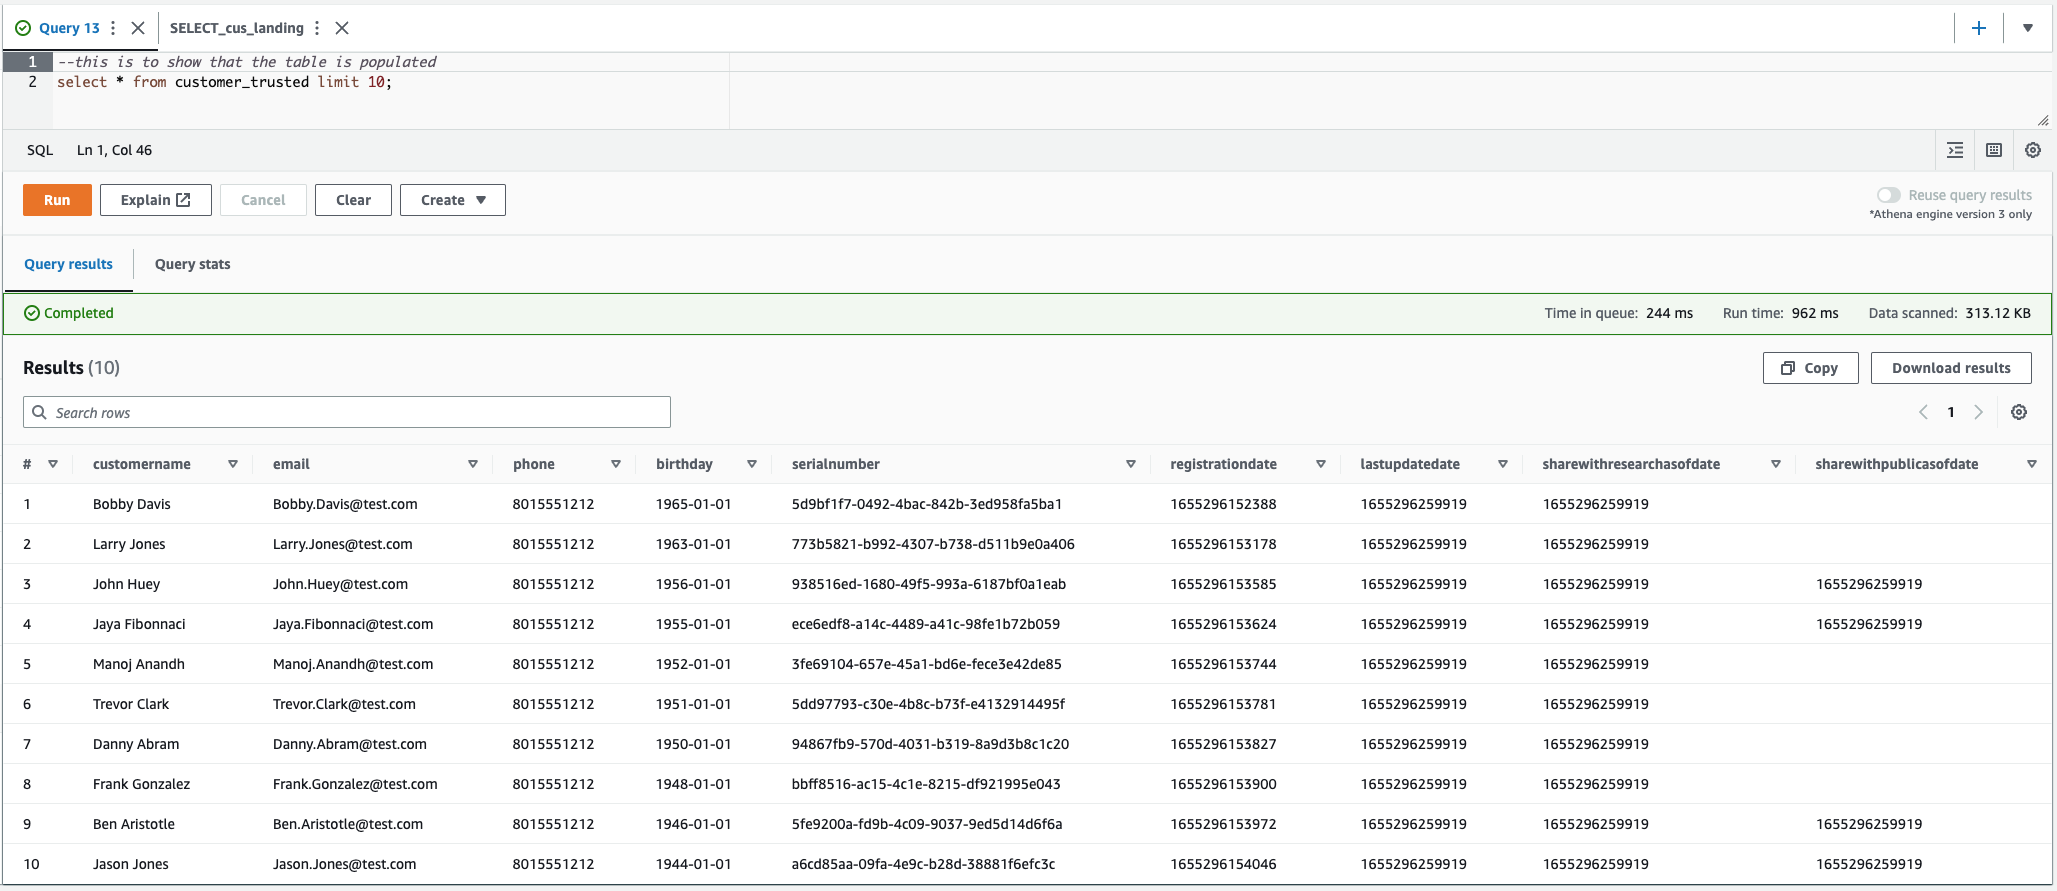 Query 13 SELECT_cus_landing
1 --this is to show that the table is populated
2 select * from customer_trusted limit 10;
SQL Ln 1, Col 46
Run Explain Cancel Clear Create Reuse query results
*Athena engine version 3 only
Query results Query stats
Completed Time in queue: 244 ms Run time: 962 ms Data scanned: 313.12 KB
Results (10) Copy Download results
Search rows 1
# customername email phone birthday serialnumber registrationdate lastupdatedate sharewithresearchasofdate sharewithpublicasofdate
1 Bobby Davis Bobby.Davis@test.com 8015551212 1965-01-01 5d9bf1f7-0492-4bac-842b-3ed958fa5ba1 1655296152388 1655296259919 1655296259919
2 Larry Jones Larry.Jones@test.com 8015551212 1963-01-01 773b5821-b992-4307-b738-d511b9e0a406 1655296153178 1655296259919 1655296259919
3 John Huey John.Huey@test.com 8015551212 1956-01-01 938516ed-1680-49f5-993a-6187bf0a1eab 1655296153585 1655296259919 1655296259919 1655296259919
4 Jaya Fibonnaci Jaya.Fibonnaci@test.com 8015551212 1955-01-01 ece6edf8-a14c-4489-a41c-98fe1b72b059 1655296153624 1655296259919 1655296259919 1655296259919
5 Manoj Anandh Manoj.Anandh@test.com 8015551212 1952-01-01 3fe69104-657e-45a1-bd6e-fece3e42de85 1655296153744 1655296259919 1655296259919
6 Trevor Clark Trevor.Clark@test.com 8015551212 1951-01-01 5dd97793-c30e-4b8c-b73f-e4132914495f 1655296153781 1655296259919 1655296259919
7 Danny Abram Danny.Abram@test.com 8015551212 1950-01-01 94867fb9-570d-4031-b319-8a9d3b8c1c20 1655296153827 1655296259919 1655296259919
8 Frank Gonzalez Frank.Gonzalez@test.com 8015551212 1948-01-01 bbff8516-ac15-4c1e-8215-df921995e043 1655296153900 1655296259919 1655296259919
9 Ben Aristotle Ben.Aristotle@test.com 8015551212 1946-01-01 5fe9200a-fd9b-4c09-9037-9ed5d14d6f6a 1655296153972 1655296259919 1655296259919 1655296259919
10 Jason Jones Jason.Jones@test.com 8015551212 1944-01-01 a6cd85aa-09fa-4e9c-b28d-38881f6efc3c 1655296154046 1655296259919 1655296259919 1655296259919